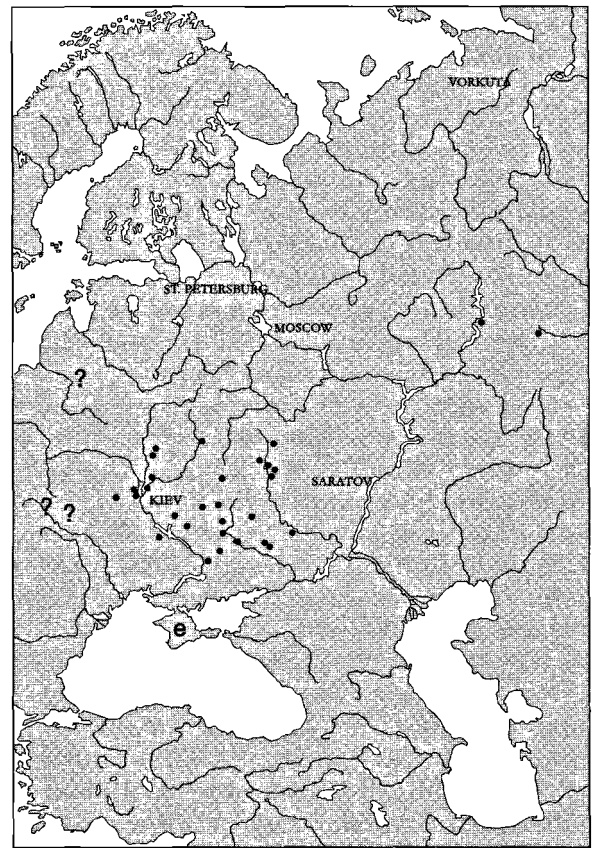 VORKUTA
ST. PETERSBURG
MOSCOW
?
SARATOV
KIEV
? ?
e